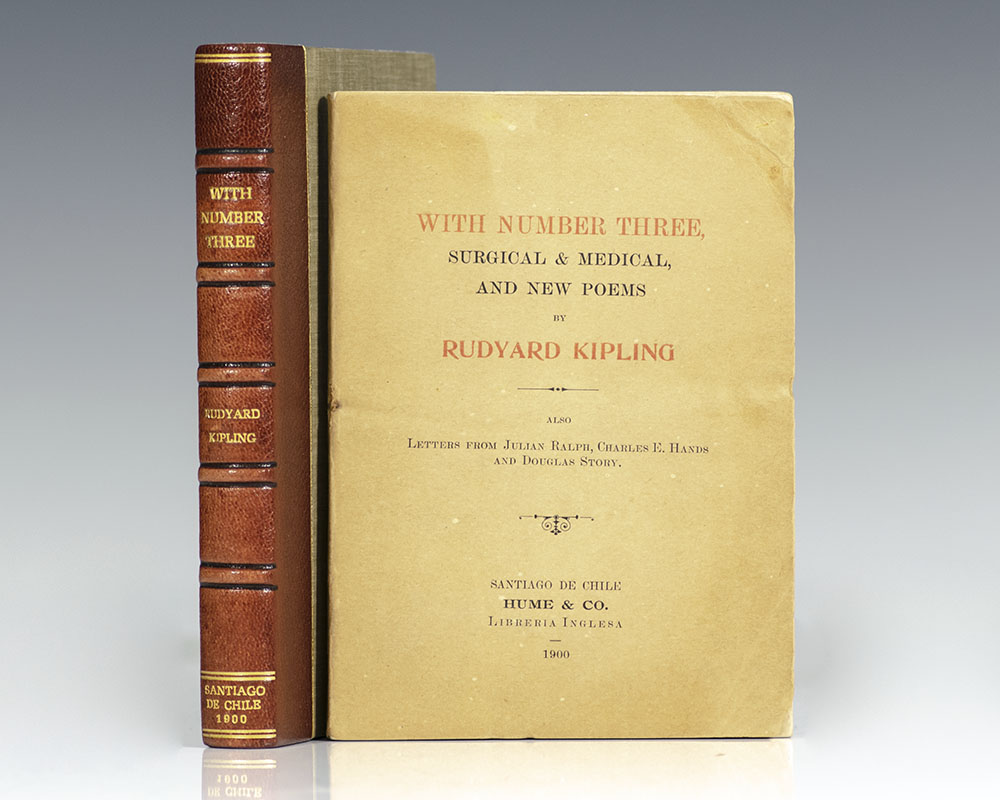 WITH
NUMBER
THREE
RUDYARD
KIPLING
SANTIAGO
DE CHILE
1900
WITH NUMBER THREE,
SURGICAL & MEDICAL,
AND NEW POEMS
BY
RUDYARD KIPLING
ALSO
LETTERS FROM JULIAN RALPH, CHARLES E. HANDS
AND DOUGLAS STORY.
SANTIAGO DE CHILE
HUME & CO.
LIBRERIA INGLESA
1900